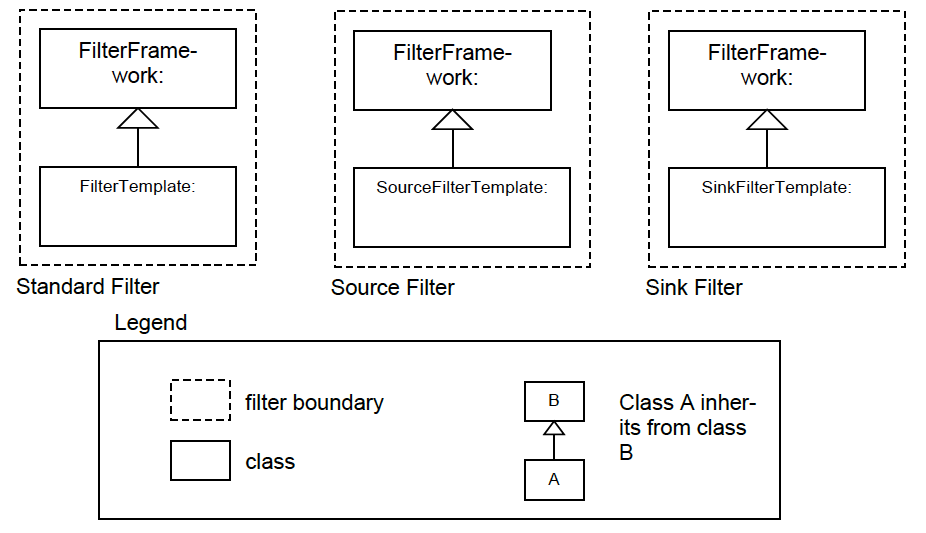 FilterFrame-
work:
FilterTemplate:
Standard Filter
FilterFrame-
work:
SourceFilterTemplate:
Source Filter
FilterFrame-
work:
SinkFilterTemplate:
Sink Filter
Legend
filter boundary
class
B
A
Class A inher-
its from class
B